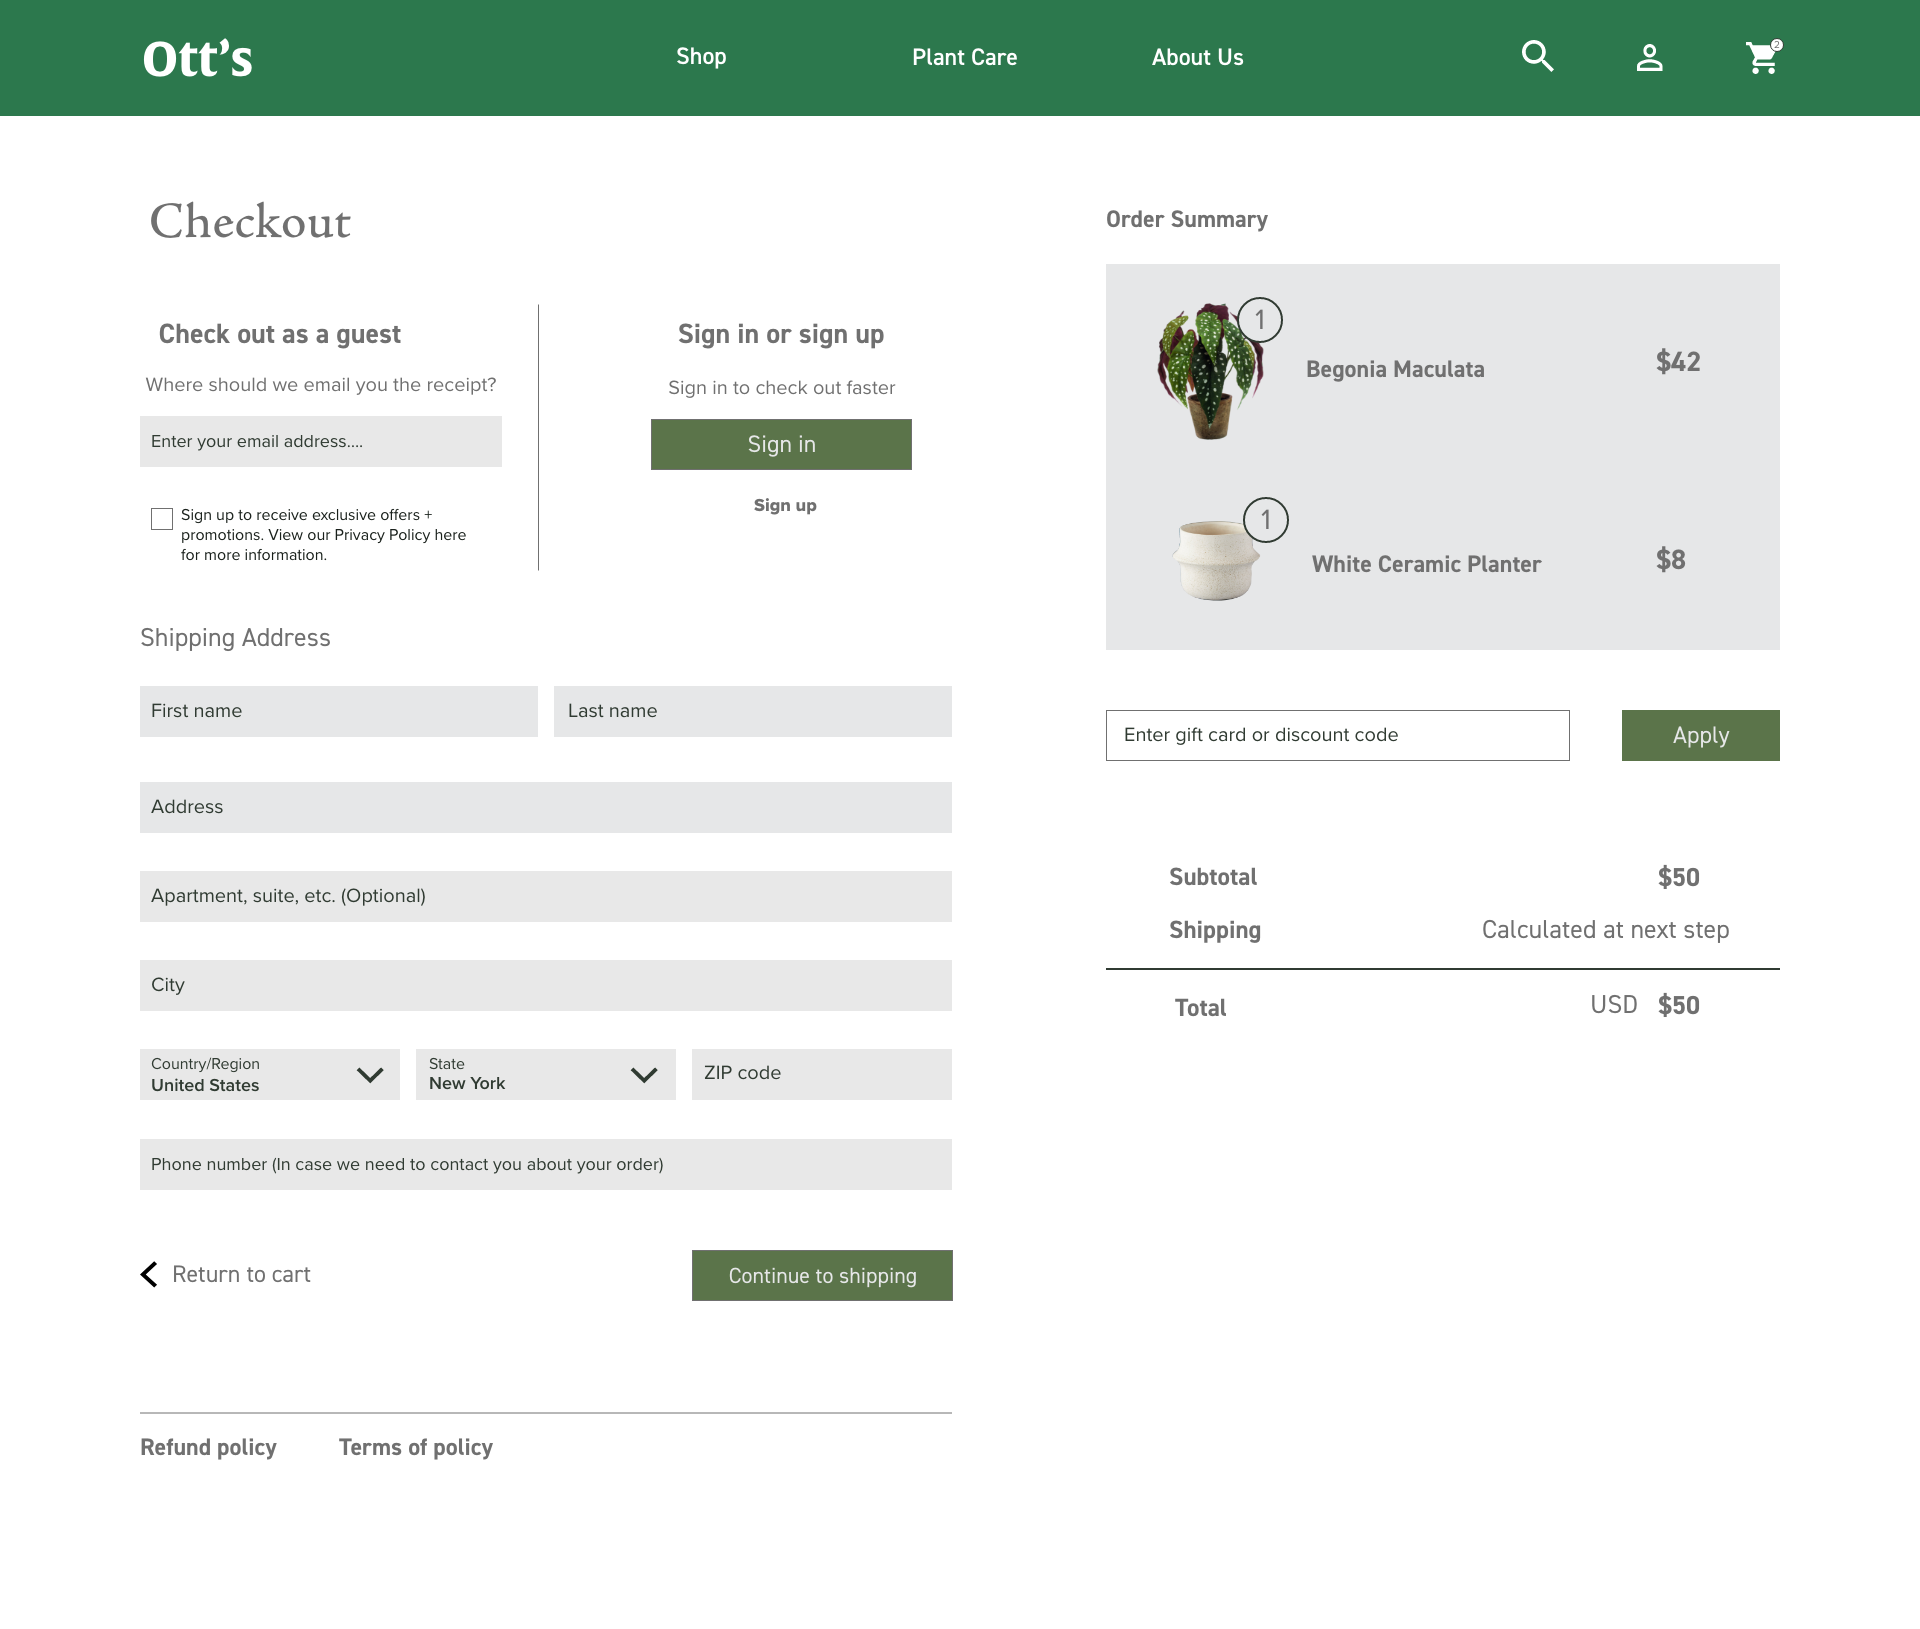 Ott's
Shop
Plant Care
About Us
2
Checkout
Check out as a guest
Where should we email you the receipt?
Enter your email address....
Sign up to receive exclusive offers +
promotions. View our Privacy Policy here
for more information.
Sign in or sign up
Sign in to check out faster
Sign in
Sign up
Shipping Address
First name
Last name
Address
Apartment, suite, etc. (Optional)
City
Country/Region
United States
State
New York
ZIP code
Phone number (In case we need to contact you about your order)
Return to cart
Continue to shipping
Refund policy
Terms of policy
Order Summary
1
Begonia Maculata
$42
1
White Ceramic Planter
$8
Enter gift card or discount code
Apply
Subtotal
$50
Shipping
Calculated at next step
Total
USD $50